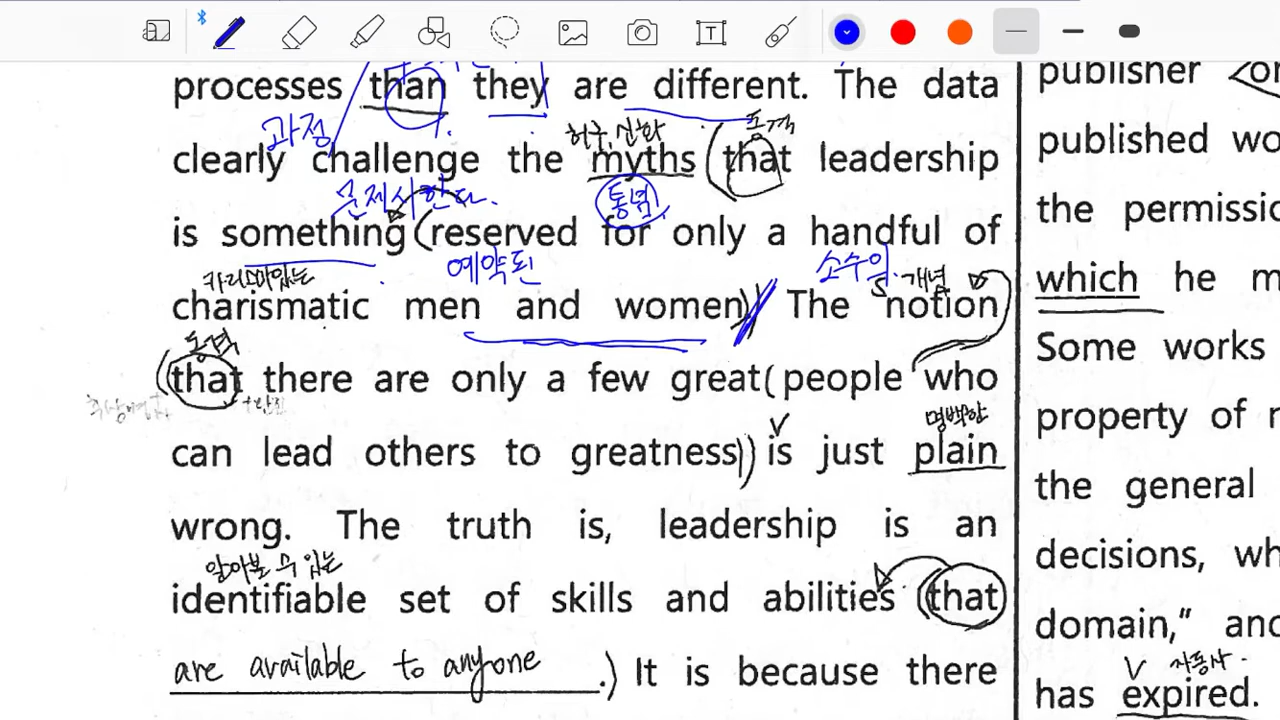 processes than they are different. The data
과정
허구, 신화
동격
clearly challenge the myths (that leadership
문제시한다.
통념
is something (reserved for only a handful of
카리스마있는
예약된
소수의
S 개념
charismatic men and women)) The notion
동격
(that there are only a few great (people who
V
명백한
can lead others to greatness)) is just plain
wrong. The truth is, leadership is an
알아볼 수 있는
identifiable set of skills and abilities (that
are available to anyone .) It is because there
publisher
published wo
the permissic
which he m
Some works
property of r
the general
decisions, wh
domain," and
V 자동사.
has expired.